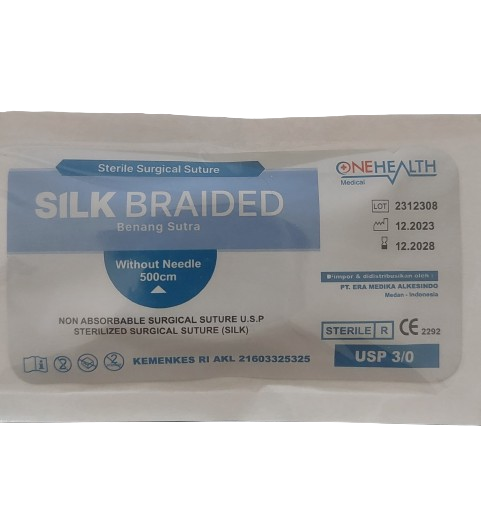 Sterile Surgical Suture
SILK BRAIDED
Benang Sutra
Without Needle
500cm
NON ABSORBABLE SURGICAL SUTURE U.S.P
STERILIZED SURGICAL SUTURE (SILK)
KEMENKES RI AKL 21603325325
ONEHEALTH
Medical
LOT 2312308
12.2023
12.2028
Diimpor & didistribusikan oleh :
PT. ERA MEDIKA ALKESINDO
Medan - Indonesia
STERILE R CE 2292
USP 3/0